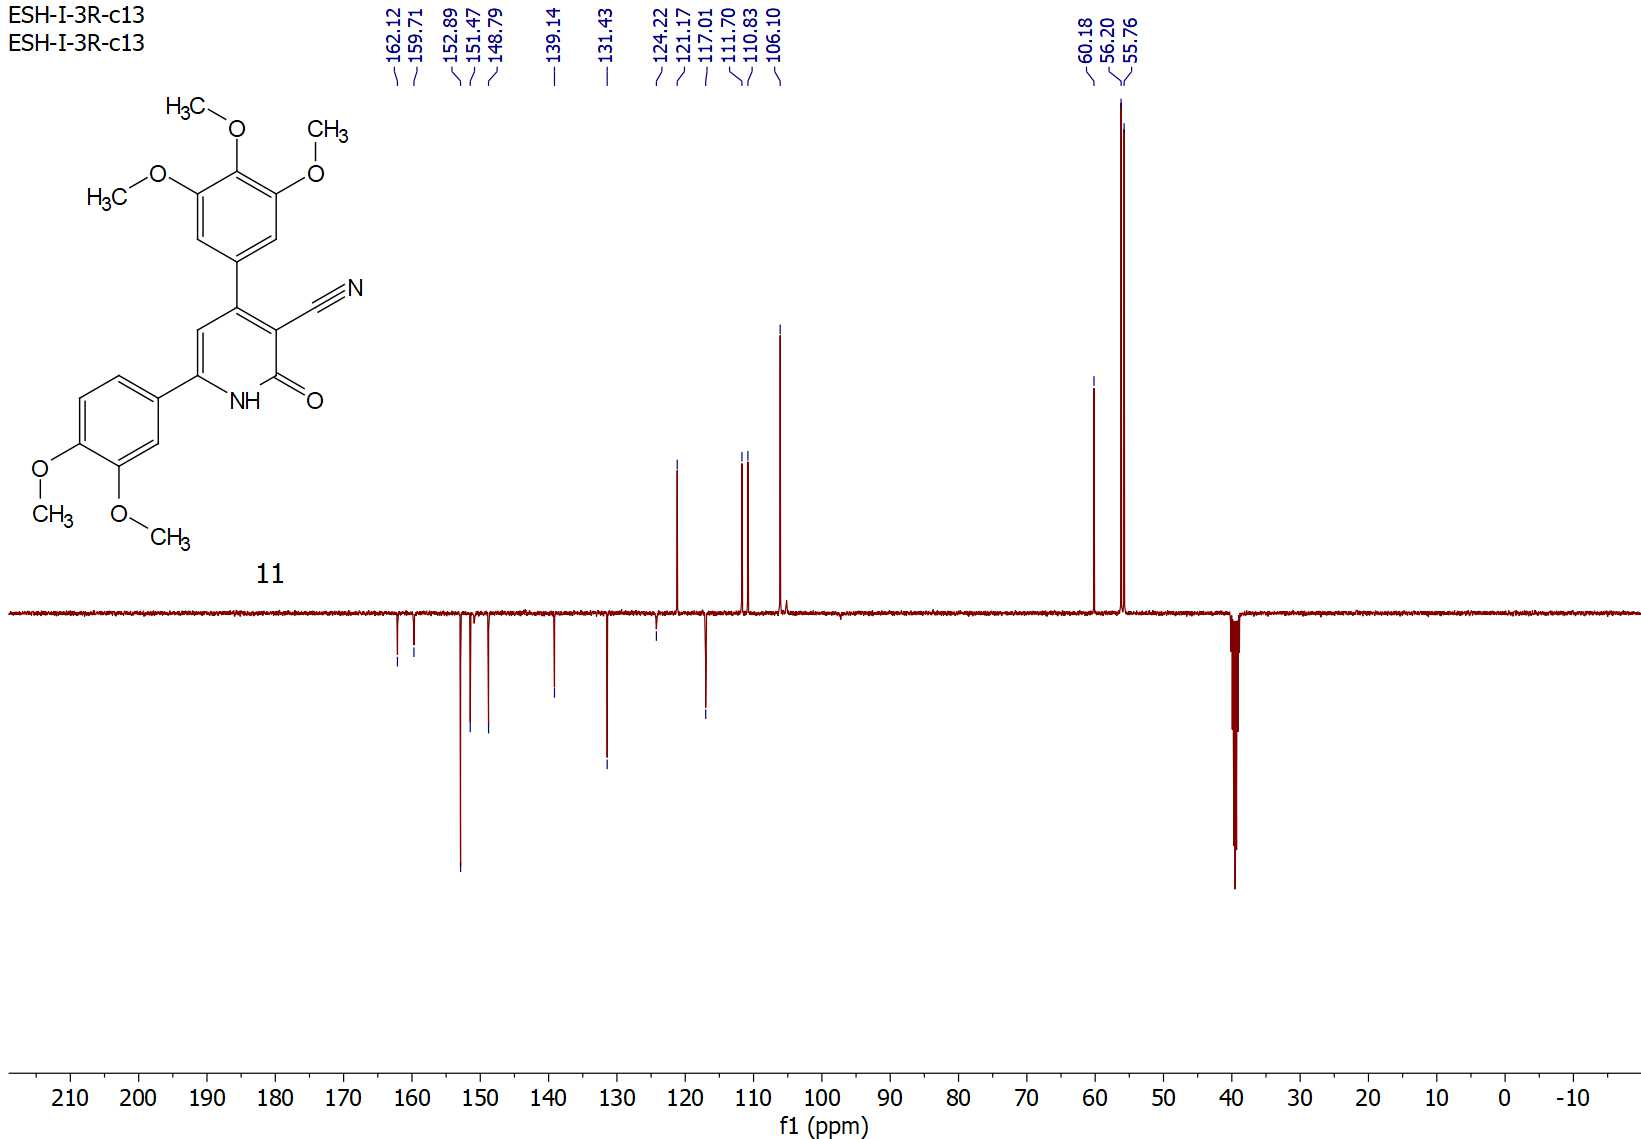 ESH-I-3R-c13
ESH-I-3R-c13
162.12
159.71
152.89
151.47
148.79
139.14
131.43
124.22
121.17
117.01
111.70
110.83
106.10
60.18
56.20
55.76
H3C
O
CH3
O
O
H3C
N
NH
O
O
CH3
O
CH3
11
210 200 190 180 170 160 150 140 130 120 110 100 90 80 70 60 50 40 30 20 10 0 -10
f1 (ppm)